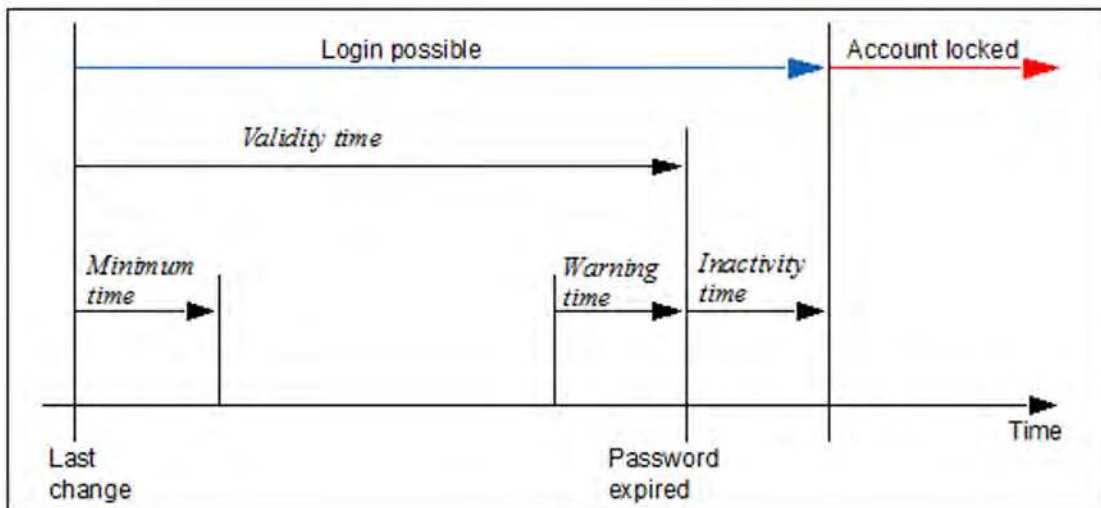 Login possible
Account locked
Validity time
Minimum
time
Warning
time
Inactivity
time
Time
Last
change
Password
expired